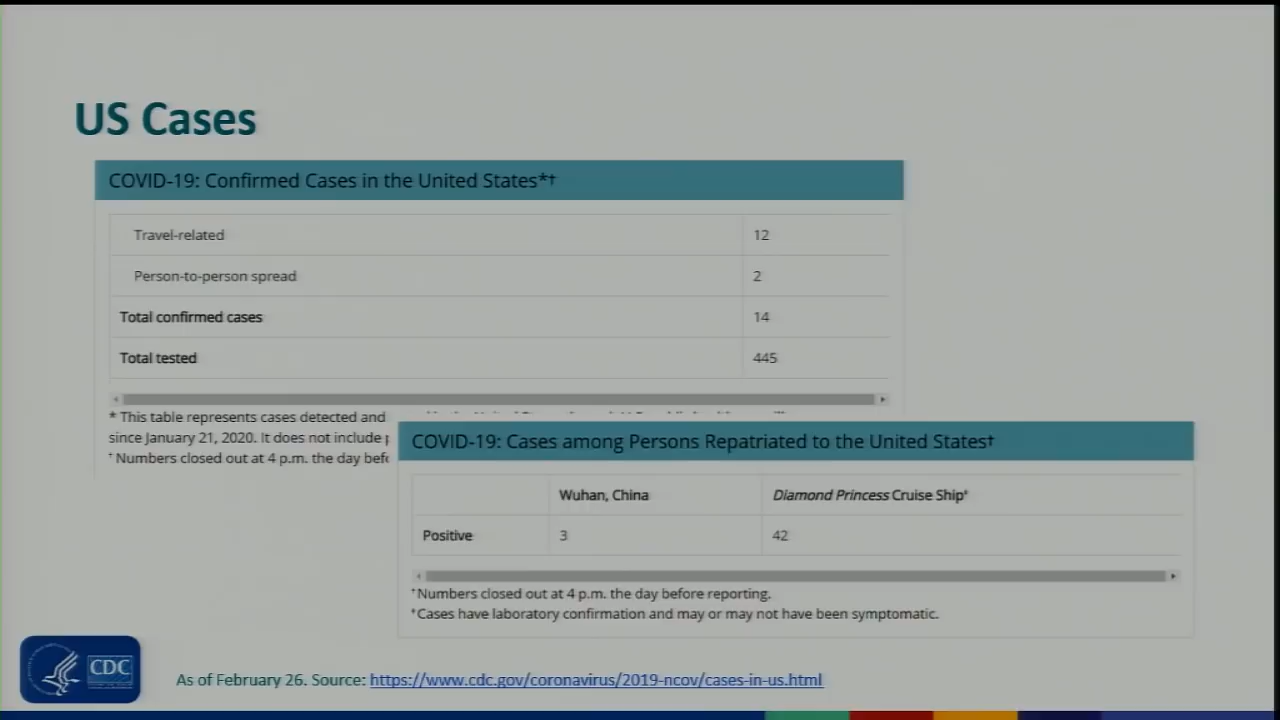 US Cases
COVID-19: Confirmed Cases in the United States*†
Travel-related 12
Person-to-person spread 2
Total confirmed cases 14
Total tested 445
* This table represents cases detected and
since January 21, 2020. It does not include
† Numbers closed out at 4 p.m. the day
COVID-19: Cases among Persons Repatriated to the United States†
Wuhan, China Diamond Princess Cruise Ship‡
Positive 3 42
† Numbers closed out at 4 p.m. the day before reporting.
‡ Cases have laboratory confirmation and may or may not have been symptomatic.
CDC
As of February 26. Source: https://www.cdc.gov/coronavirus/2019-ncov/cases-in-us.html